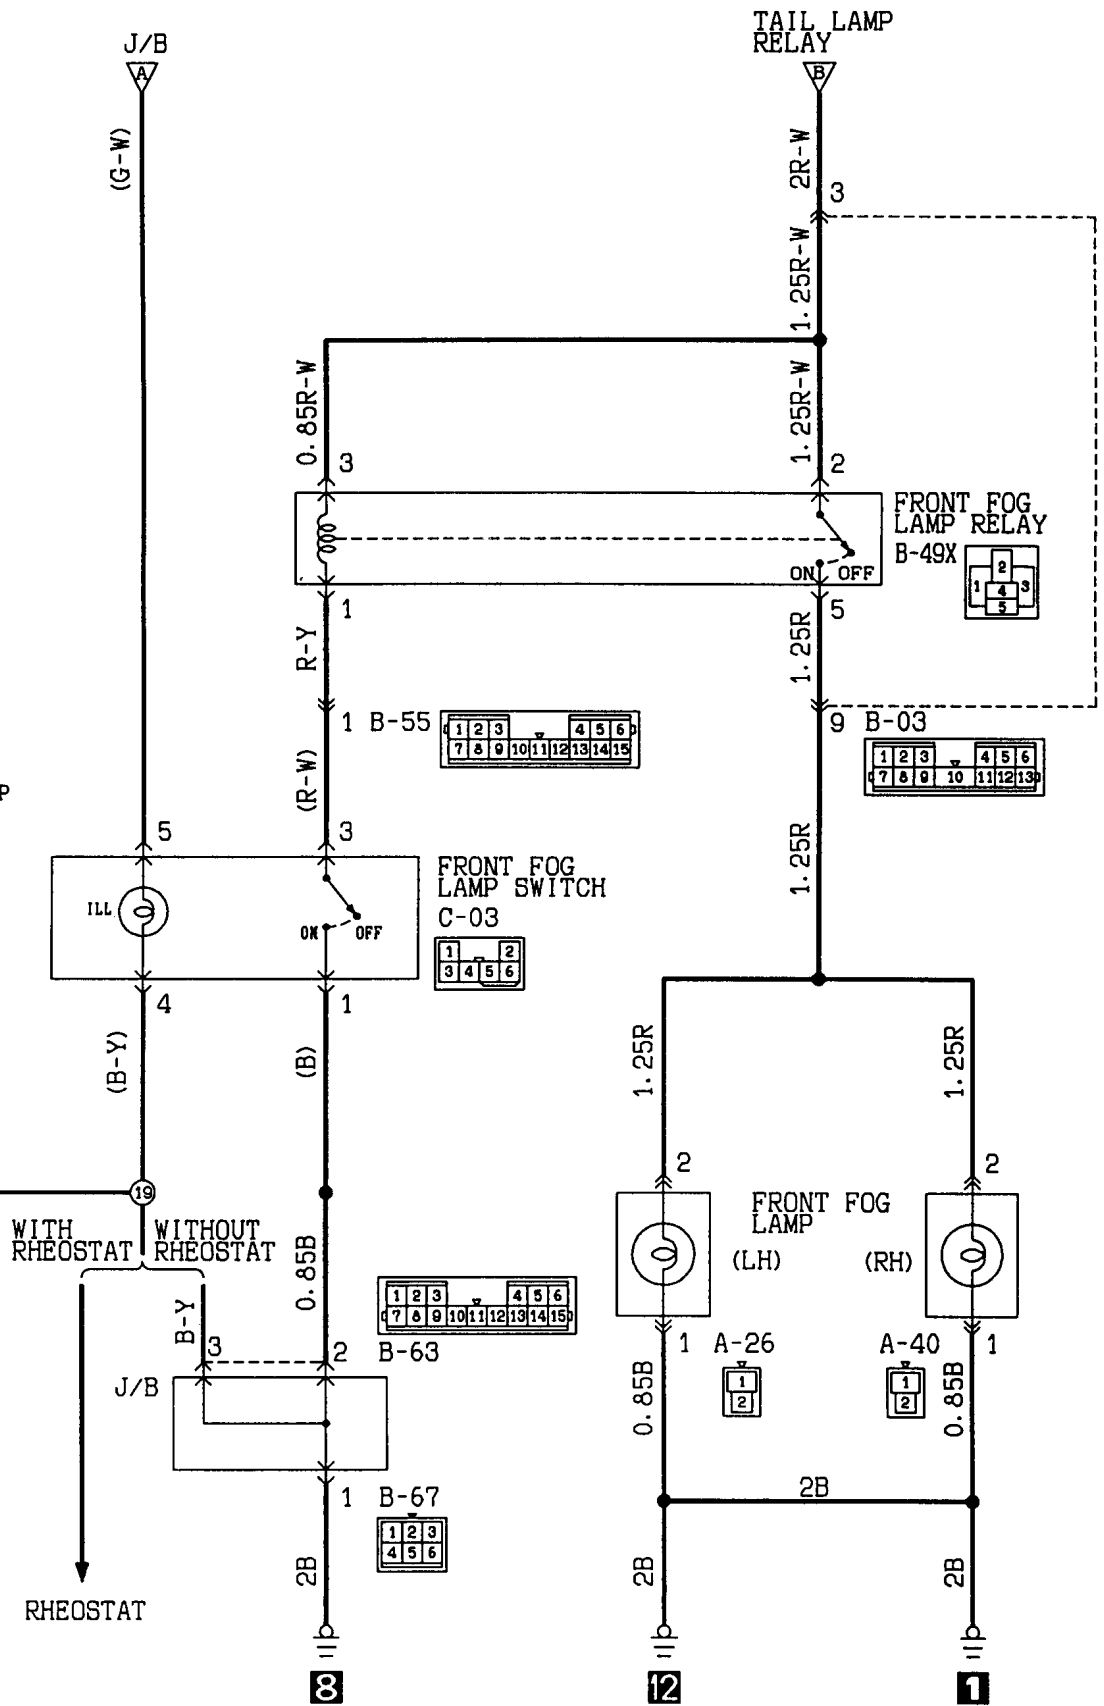 TAIL LAMP
RELAY
J/B
A
B
(G-W)
2R-W
3
1.25R-W
0.85R-W
1.25R-W
3
2
FRONT FOG
LAMP RELAY
B-49X
2
1 4 3
5
ON OFF
1
5
R-Y
1.25R
1 B-55
1 2 3 4 5 6
7 8 9 10 11 12 13 14 15
9 B-03
1 2 3 4 5 6
7 8 9 10 11 12 13
(R-W)
P
5
3
1.25R
FRONT FOG
LAMP SWITCH
C-03
1 2
3 4 5 6
ILL
ON OFF
4
1
(B-Y)
(B)
1.25R
1.25R
2
2
19
WITH
RHEOSTAT
WITHOUT
RHEOSTAT
FRONT FOG
LAMP
(LH)
(RH)
0.85B
B-Y
1 2 3 4 5 6
7 8 9 10 11 12 13 14 15
B-63
3
2
J/B
1 A-26
1
2
A-40
1
1
2
0.85B
0.85B
1 B-67
1 2 3
4 5 6
2B
2B
2B
2B
RHEOSTAT
8
12
1